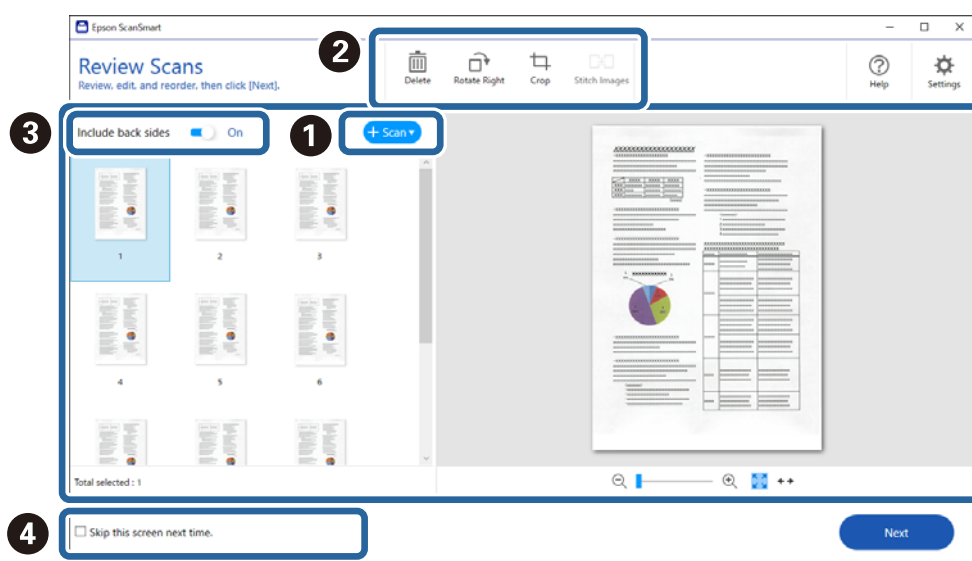 Epson ScanSmart
Review Scans
Review, edit, and reorder, then click [Next].
2
Delete
Rotate Right
Crop
Stitch Images
Help
Settings
3
Include back sides
On
1
+ Scan
1
2
3
4
5
6
Total selected : 1
4
Skip this screen next time.
Next